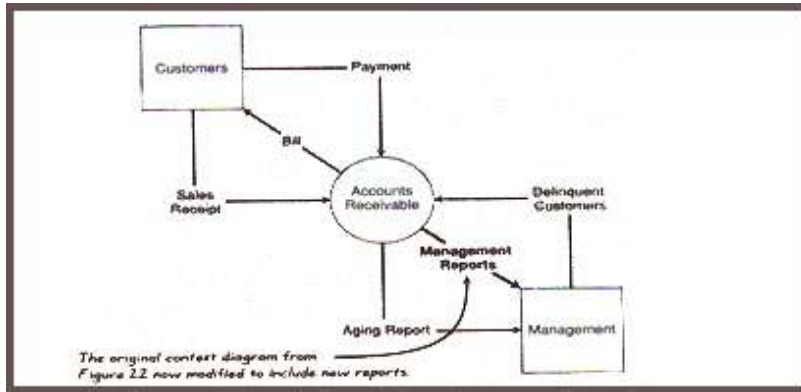 Customers
Payment
Bill
Sales
Receipt
Accounts
Receivable
Delinquent
Customers
Management
Reports
Aging Report
Management
The original context diagram from
Figure 2.2 now modified to include new reports.